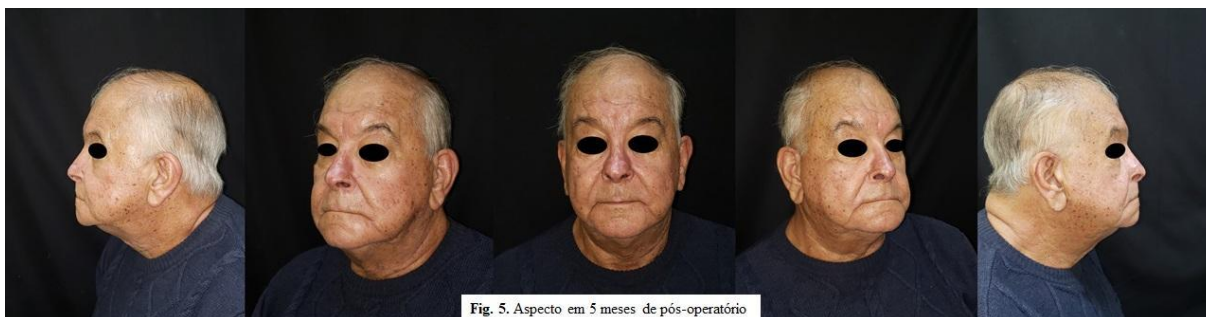 Fig. 5. Aspecto em 5 meses de pós-operatório